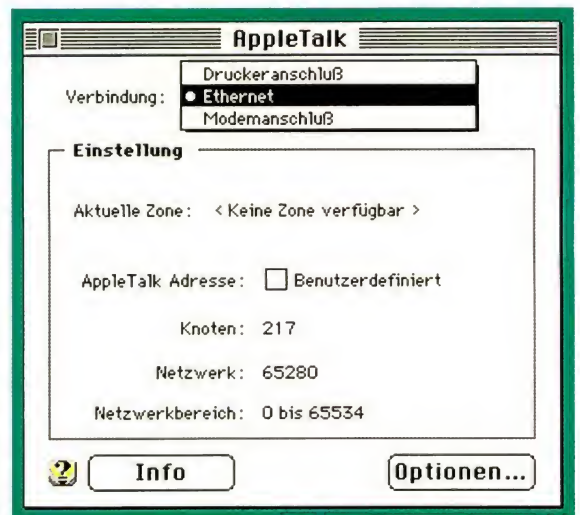 AppleTalk
Druckeranschluß
Verbindung: Ethernet
Modemanschluß
Einstellung
Aktuelle Zone: < Keine Zone verfügbar >
AppleTalk Adresse: Benutzerdefiniert
Knoten: 217
Netzwerk: 65280
Netzwerkbereich: 0 bis 65534
? Info Optionen...